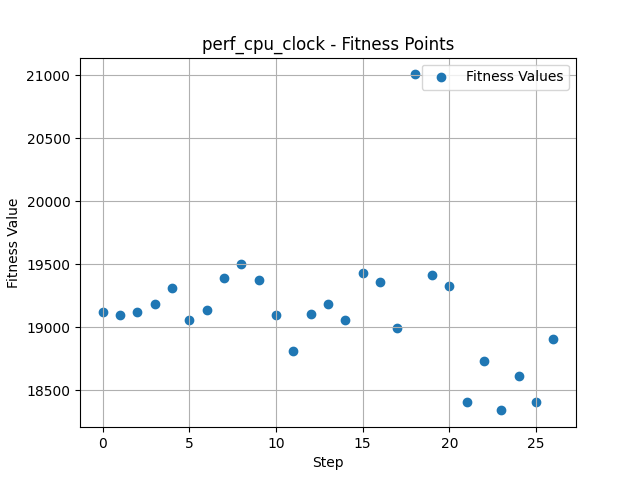 perf_cpu_clock - Fitness Points
Fitness Values
Fitness Value
21000
20500
20000
19500
19000
18500
0 5 10 15 20 25
Step